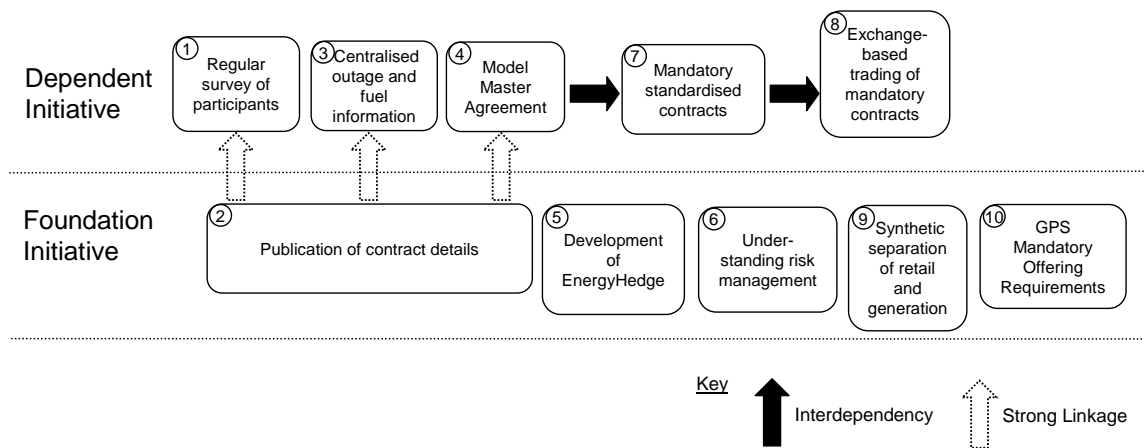 Dependent
Initiative
1
Regular
survey of
participants
3
Centralised
outage and
fuel
information
4
Model
Master
Agreement
7
Mandatory
standardised
contracts
8
Exchange-
based
trading of
mandatory
contracts
Foundation
Initiative
2
Publication of contract details
5
Development
of
EnergyHedge
6
Under-
standing risk
management
9
Synthetic
separation
of retail
and
generation
10
GPS
Mandatory
Offering
Requirements
Key
Interdependency
Strong Linkage